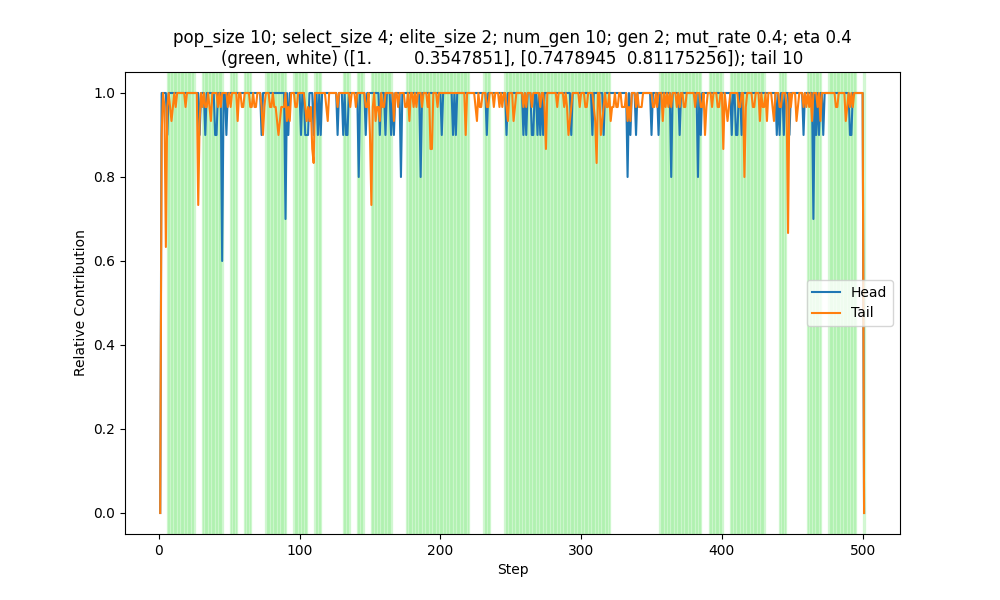 pop_size 10; select_size 4; elite_size 2; num_gen 10; gen 2; mut_rate 0.4; eta 0.4
(green, white) ([1.         0.3547851], [0.7478945  0.81175256]); tail 10
1.0
0.8
0.6
0.4
0.2
0.0
Relative Contribution
Head
Tail
0
100
200
300
400
500
Step